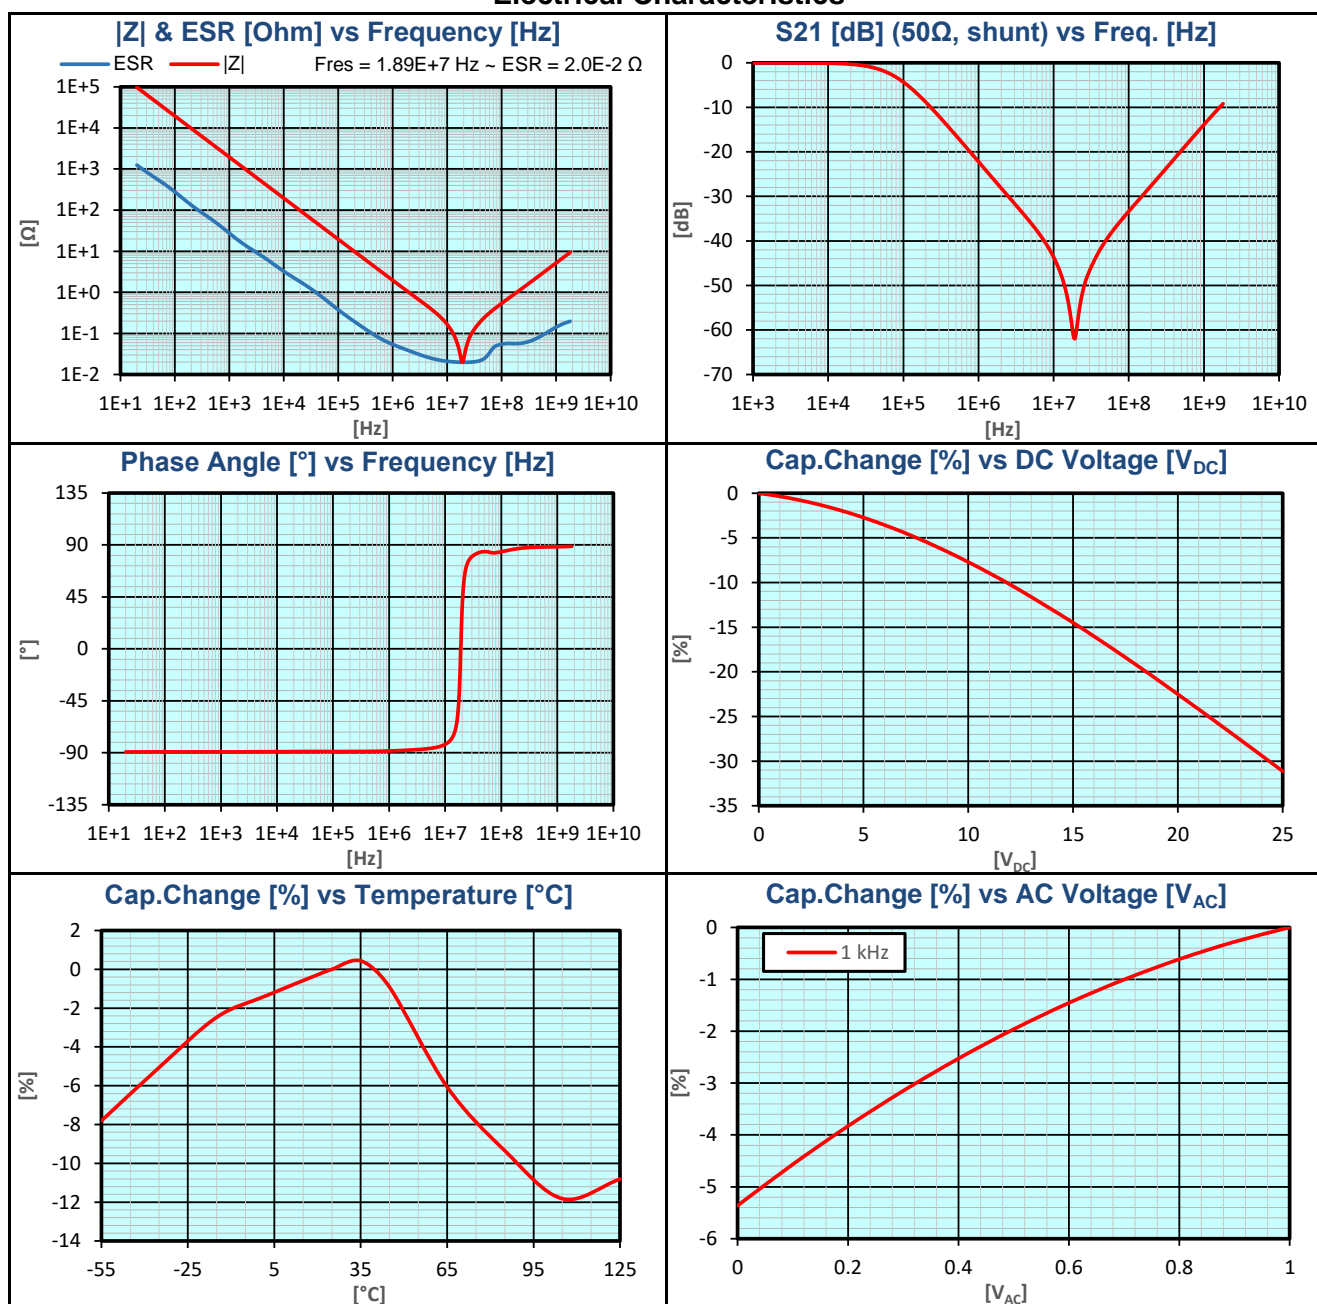 Electrical Characteristics
|Z| & ESR [Ohm] vs Frequency [Hz]
ESR |Z| Fres = 1.89E+7 Hz ~ ESR = 2.0E-2 Ω
1E+5
1E+4
1E+3
1E+2
1E+1
1E+0
1E-1
1E-2
[Ω]
1E+1 1E+2 1E+3 1E+4 1E+5 1E+6 1E+7 1E+8 1E+9 1E+10
[Hz]
S21 [dB] (50Ω, shunt) vs Freq. [Hz]
0
-10
-20
-30
-40
-50
-60
-70
[dB]
1E+3 1E+4 1E+5 1E+6 1E+7 1E+8 1E+9 1E+10
[Hz]
Phase Angle [°] vs Frequency [Hz]
135
90
45
0
-45
-90
-135
[°]
1E+1 1E+2 1E+3 1E+4 1E+5 1E+6 1E+7 1E+8 1E+9 1E+10
[Hz]
Cap.Change [%] vs DC Voltage [VDC]
0
-5
-10
-15
-20
-25
-30
-35
[%]
0 5 10 15 20 25
[VDC]
Cap.Change [%] vs Temperature [°C]
2
0
-2
-4
-6
-8
-10
-12
-14
[%]
-55 -25 5 35 65 95 125
[°C]
Cap.Change [%] vs AC Voltage [VAC]
1 kHz
0
-1
-2
-3
-4
-5
-6
[%]
0 0.2 0.4 0.6 0.8 1
[VAC]